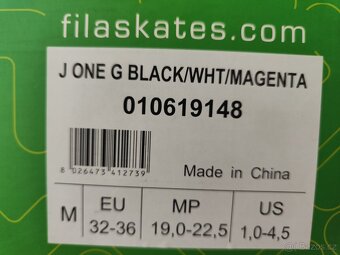 filaskates.com
J ONE G BLACK/WHT/MAGENTA
010619148
8 026473 412739
Made in China
M
EU
MP
US
32-36
19,0-22,5
1,0-4,5